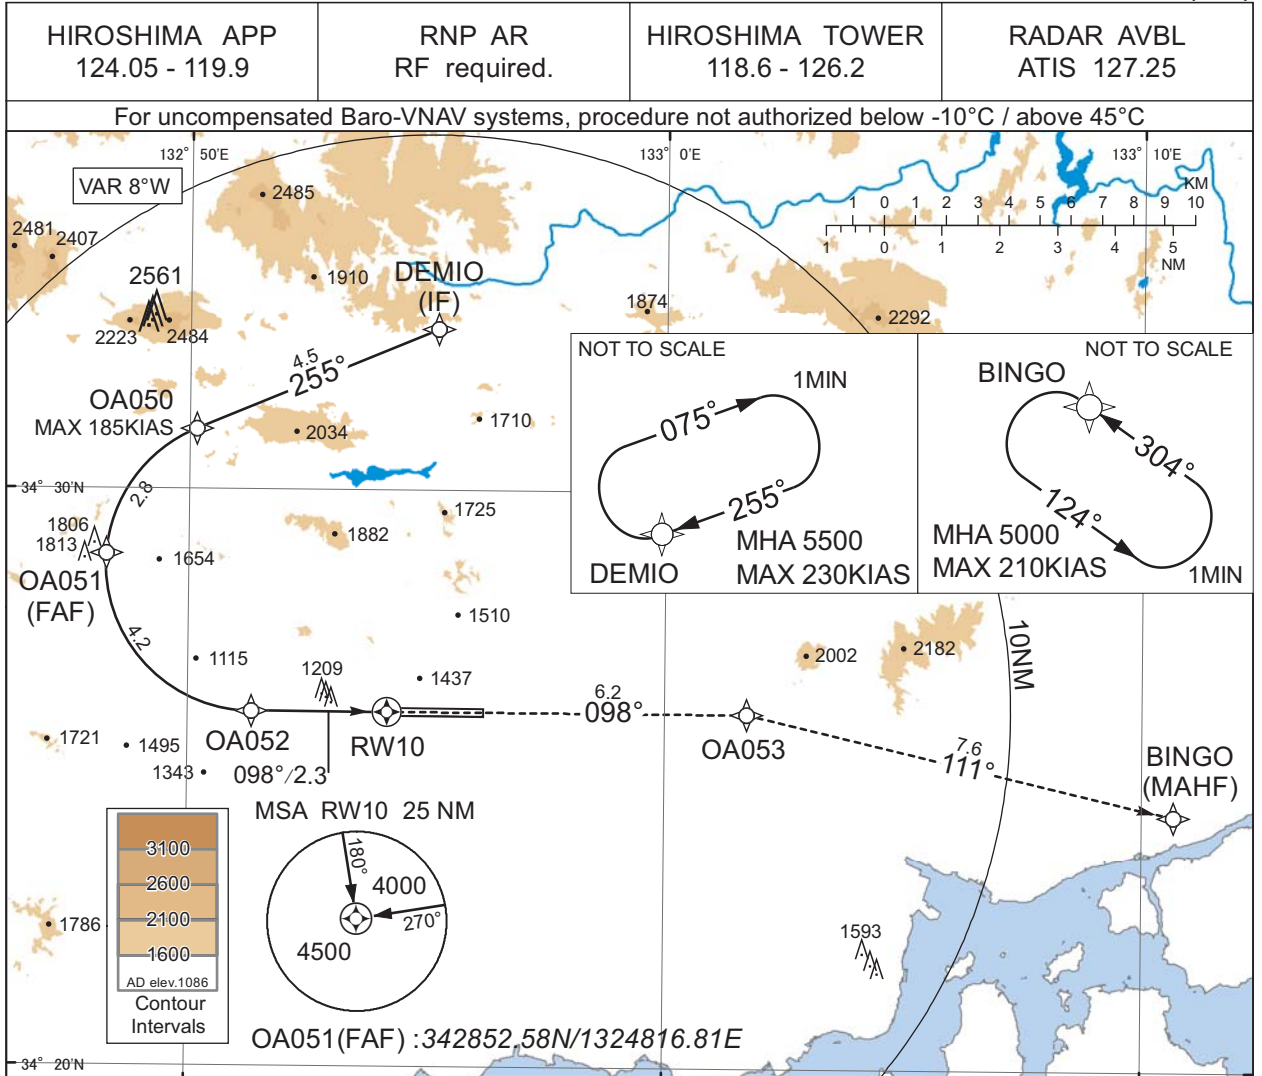 HIROSHIMA APP
124.05 - 119.9
RNP AR
RF required.
HIROSHIMA TOWER
118.6 - 126.2
RADAR AVBL
ATIS 127.25
For uncompensated Baro-VNAV systems, procedure not authorized below -10°C / above 45°C
132° 50'E
133° 0'E
133° 10'E
VAR 8°W
KM
1 0 1 2 3 4 5 6 7 8 9 10
1 0 1 2 3 4 5
NM
2485
2481
2407
2561
1910
DEMIO
(IF)
2223
2484
1874
2292
4.5
255°
OA050
MAX 185KIAS
2034
1710
NOT TO SCALE
1MIN
075°
255°
MHA 5500
MAX 230KIAS
DEMIO
NOT TO SCALE
BINGO
304°
124°
MHA 5000
MAX 210KIAS
1MIN
34° 30'N
2.8
1725
1806
1813
1882
1654
OA051
(FAF)
4.2
1510
1115
1209
1437
2002
2182
10NM
6.2
098°
1721
1495
OA052
RW10
OA053
7.6
111°
BINGO
(MAHF)
1343
098°/2.3
MSA RW10 25 NM
180°
4000
270°
4500
3100
2600
2100
1600
AD elev.1086
Contour
Intervals
1786
1593
OA051(FAF) :342852.58N/1324816.81E
34° 20'N